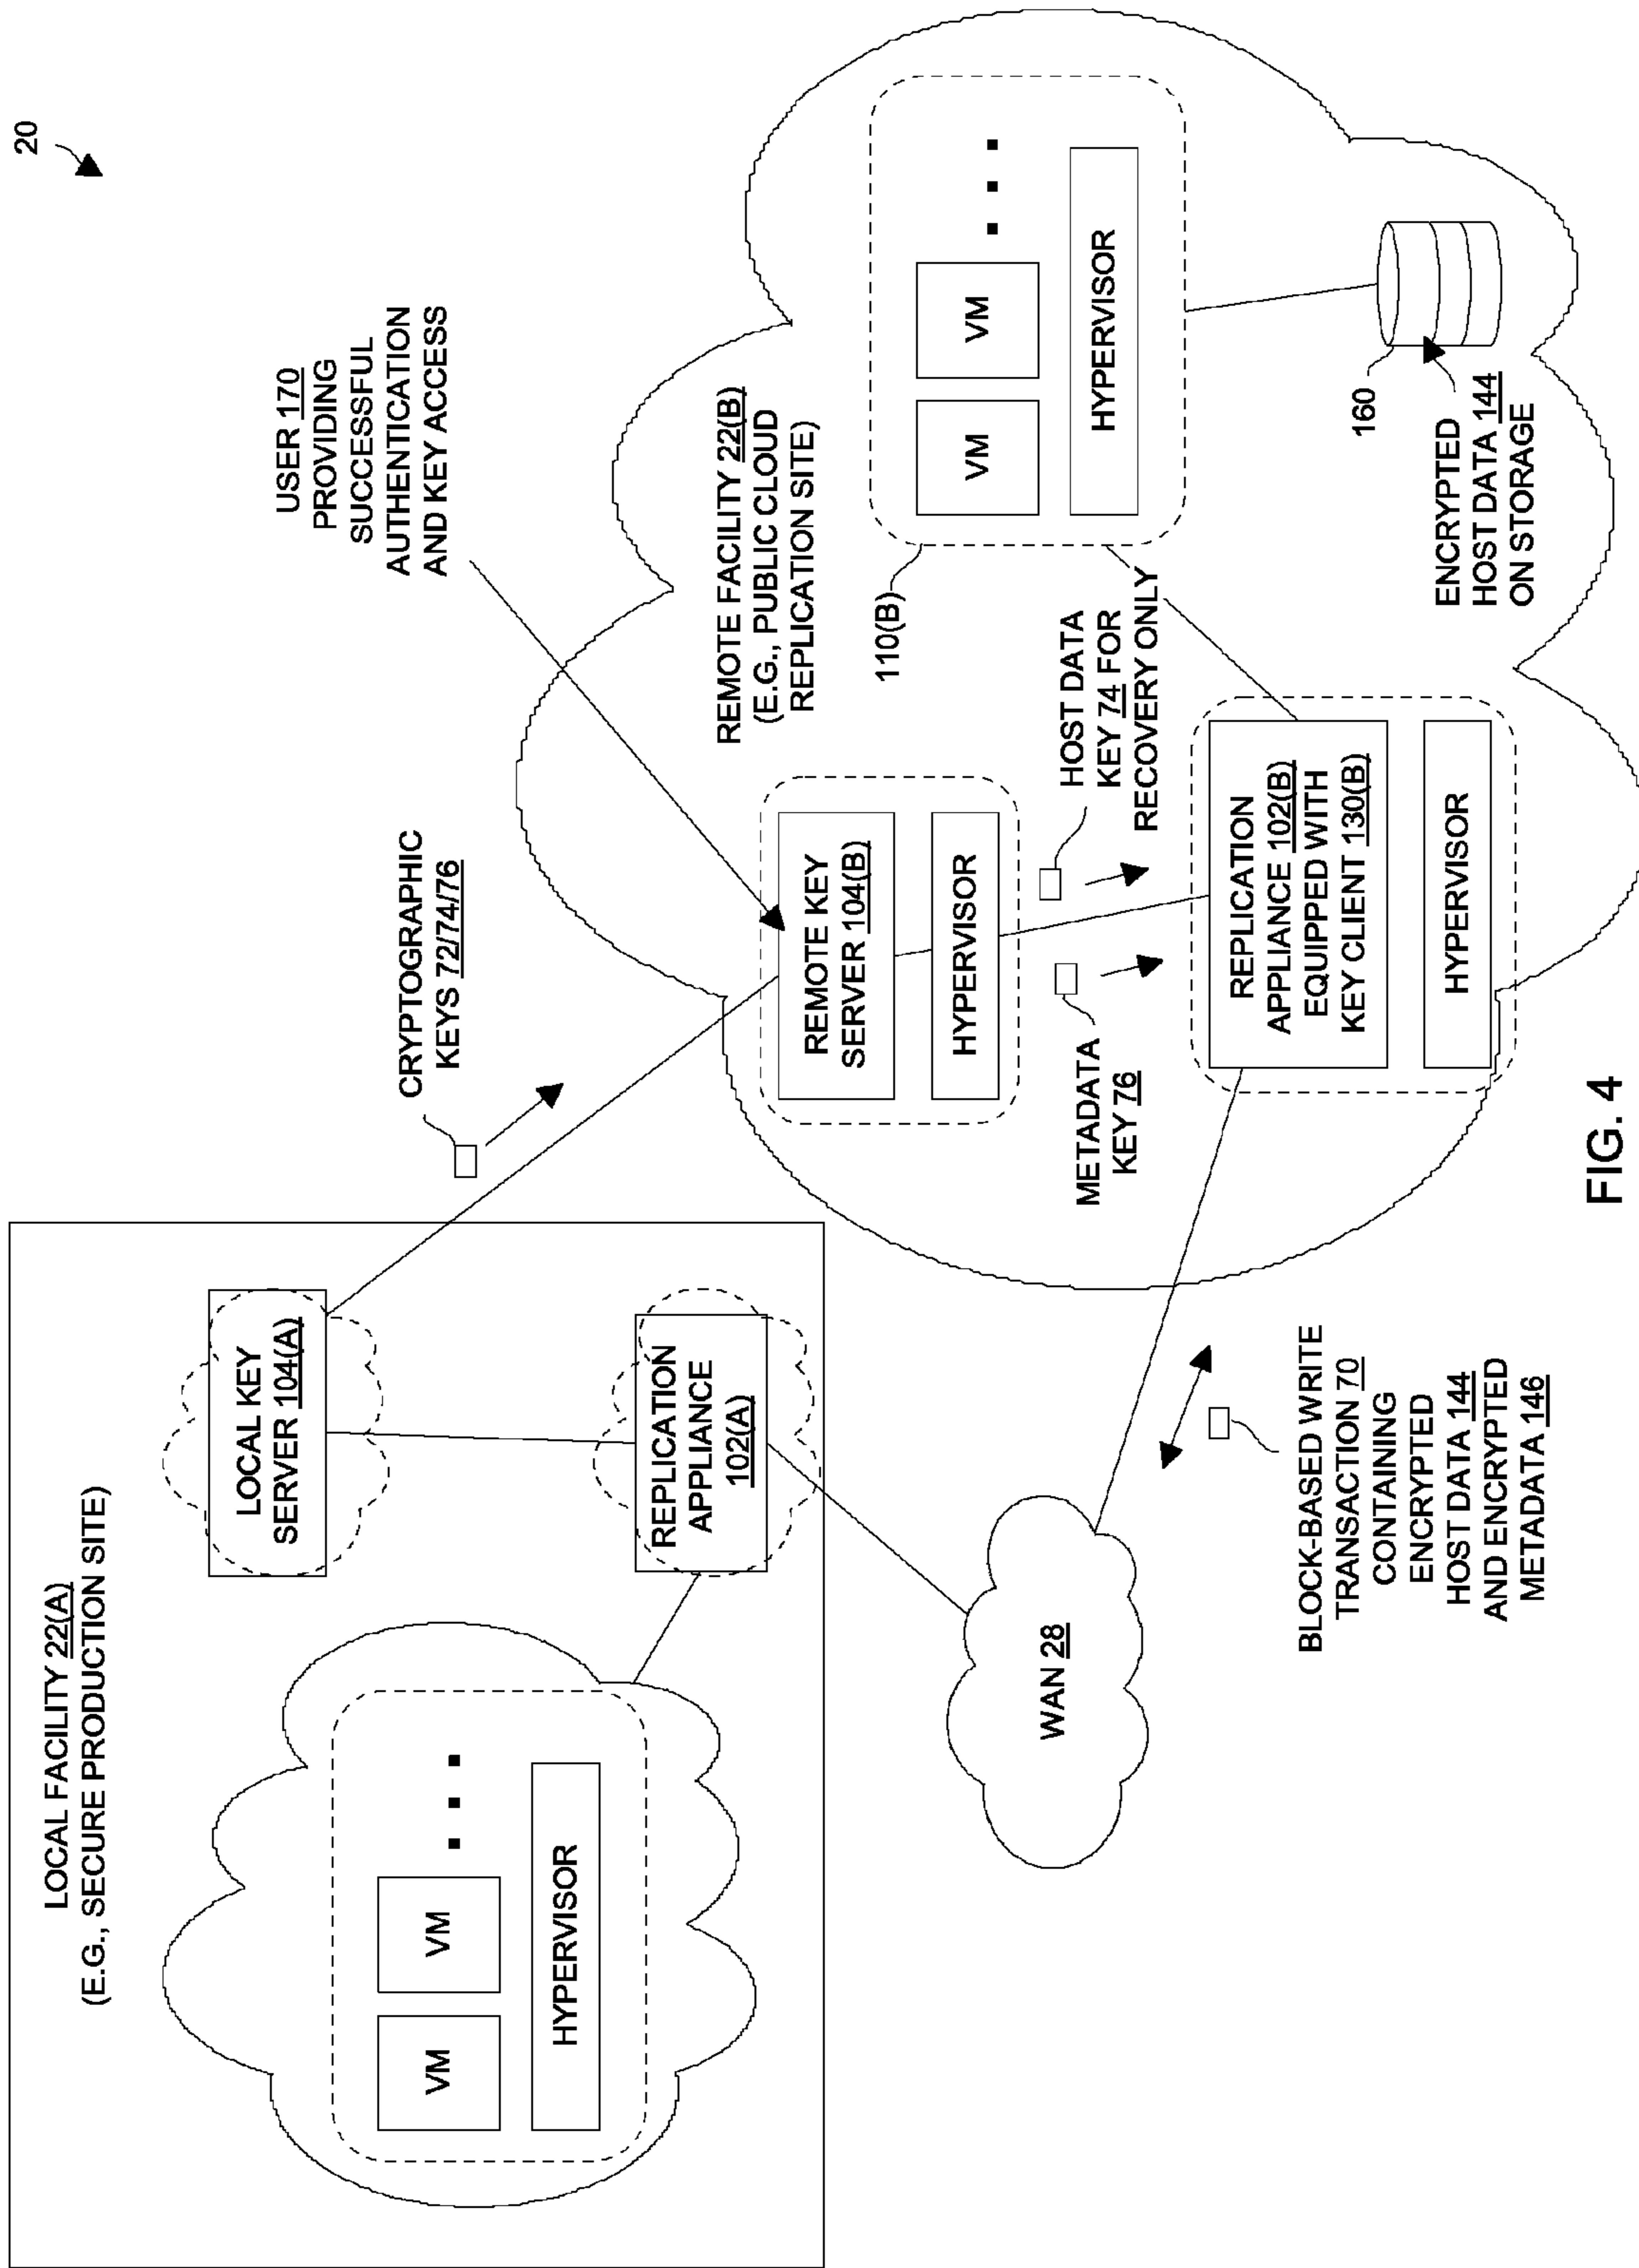 20
LOCAL FACILITY 22(A)
(E.G., SECURE PRODUCTION SITE)
VM
VM
HYPERVISOR
LOCAL KEY
SERVER 104(A)
REPLICATION
APPLIANCE
102(A)
CRYPTOGRAPHIC
KEYS 72/74/76
USER 170
PROVIDING
SUCCESSFUL
AUTHENTICATION
AND KEY ACCESS
REMOTE FACILITY 22(B)
(E.G., PUBLIC CLOUD
REPLICATION SITE)
REMOTE KEY
SERVER 104(B)
HYPERVISOR
110(B)
VM
VM
HYPERVISOR
METADATA
KEY 76
HOST DATA
KEY 74 FOR
RECOVERY ONLY
WAN 28
REPLICATION
APPLIANCE 102(B)
EQUIPPED WITH
KEY CLIENT 130(B)
HYPERVISOR
160
ENCRYPTED
HOST DATA 144
ON STORAGE
BLOCK-BASED WRITE
TRANSACTION 70
CONTAINING
ENCRYPTED
HOST DATA 144
AND ENCRYPTED
METADATA 146
FIG. 4